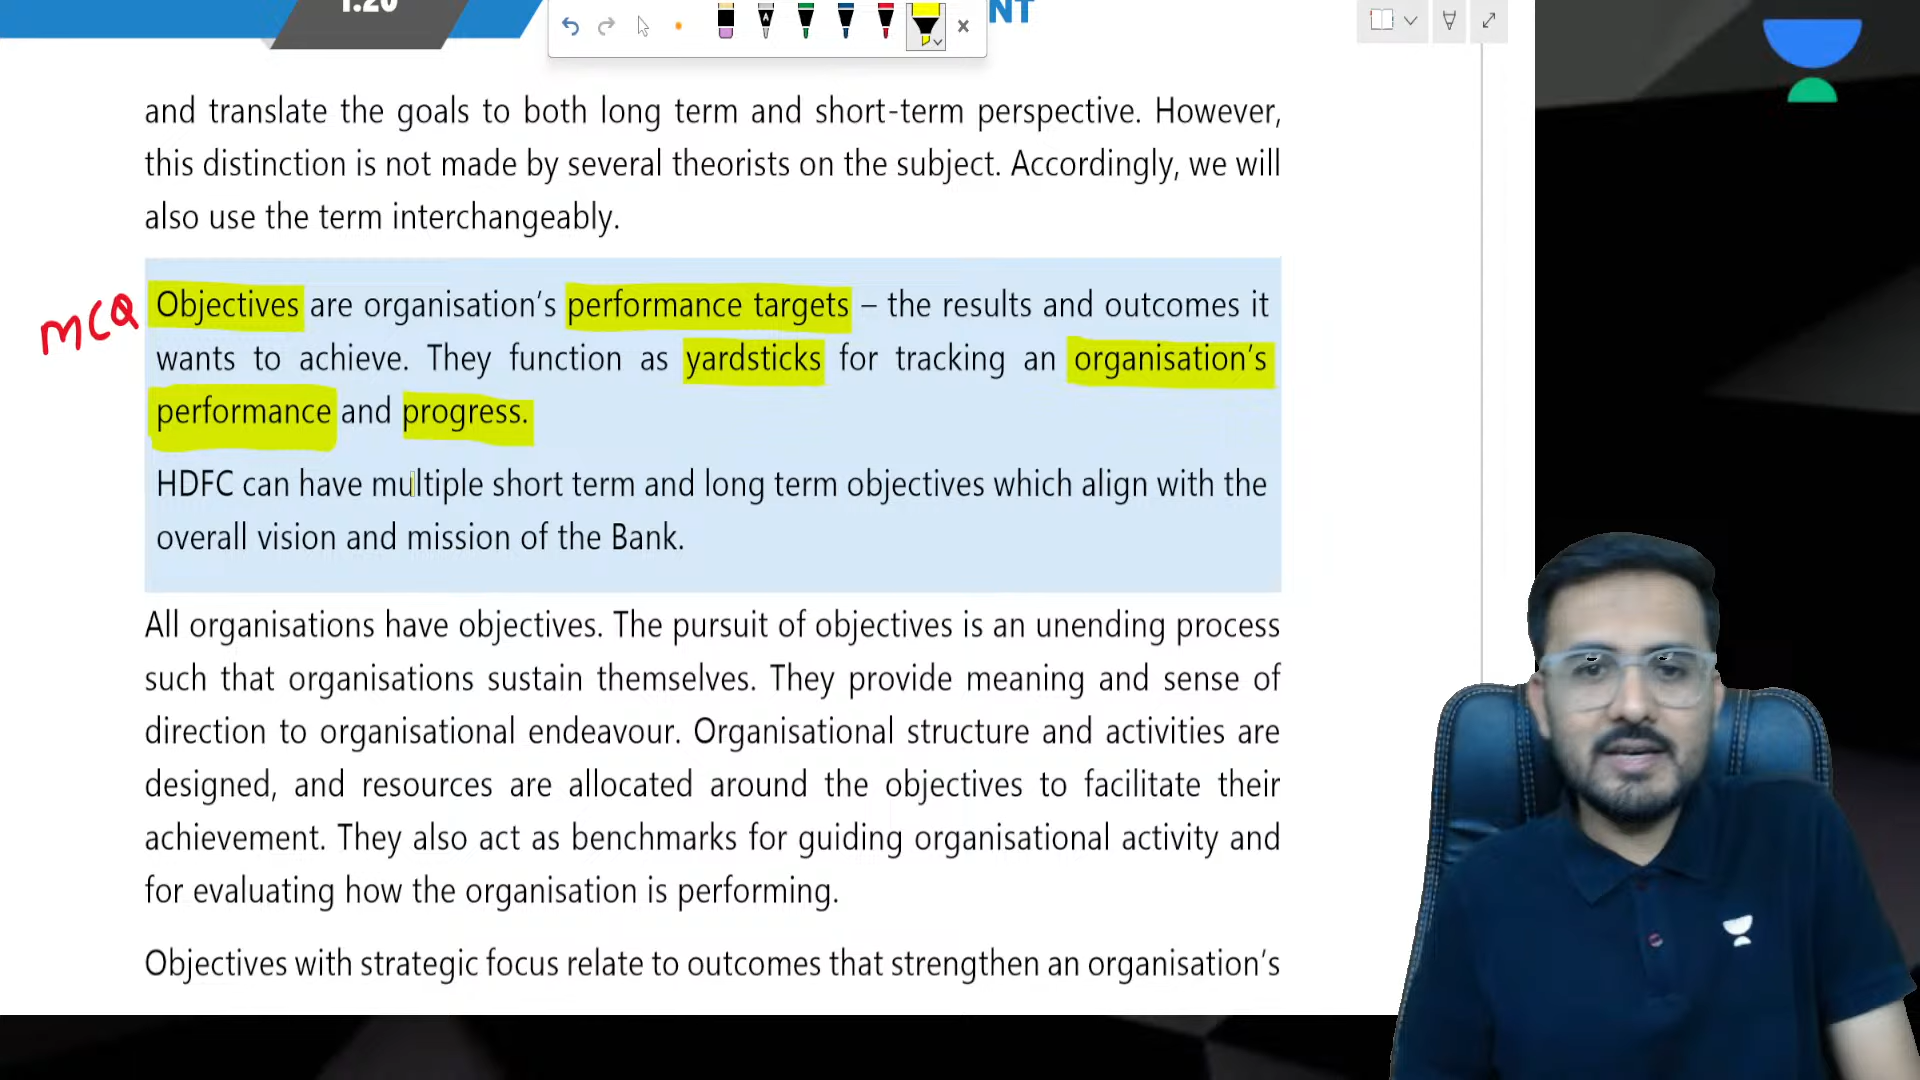 1.20
NT
and translate the goals to both long term and short-term perspective. However,
this distinction is not made by several theorists on the subject. Accordingly, we will
also use the term interchangeably.
MCQ
Objectives are organisation's performance targets – the results and outcomes it
wants to achieve. They function as yardsticks for tracking an organisation's
performance and progress.
HDFC can have multiple short term and long term objectives which align with the
overall vision and mission of the Bank.
All organisations have objectives. The pursuit of objectives is an unending process
such that organisations sustain themselves. They provide meaning and sense of
direction to organisational endeavour. Organisational structure and activities are
designed, and resources are allocated around the objectives to facilitate their
achievement. They also act as benchmarks for guiding organisational activity and
for evaluating how the organisation is performing.
Objectives with strategic focus relate to outcomes that strengthen an organisation's